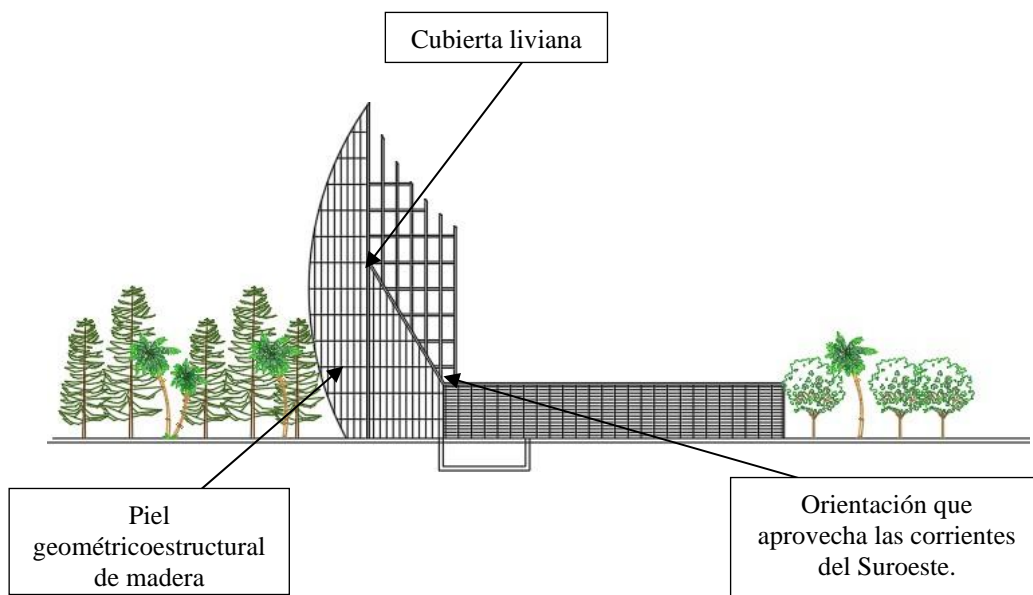 Cubierta liviana
Piel
geométricoestructural
de madera
Orientación que
aprovecha las corrientes
del Suroeste.